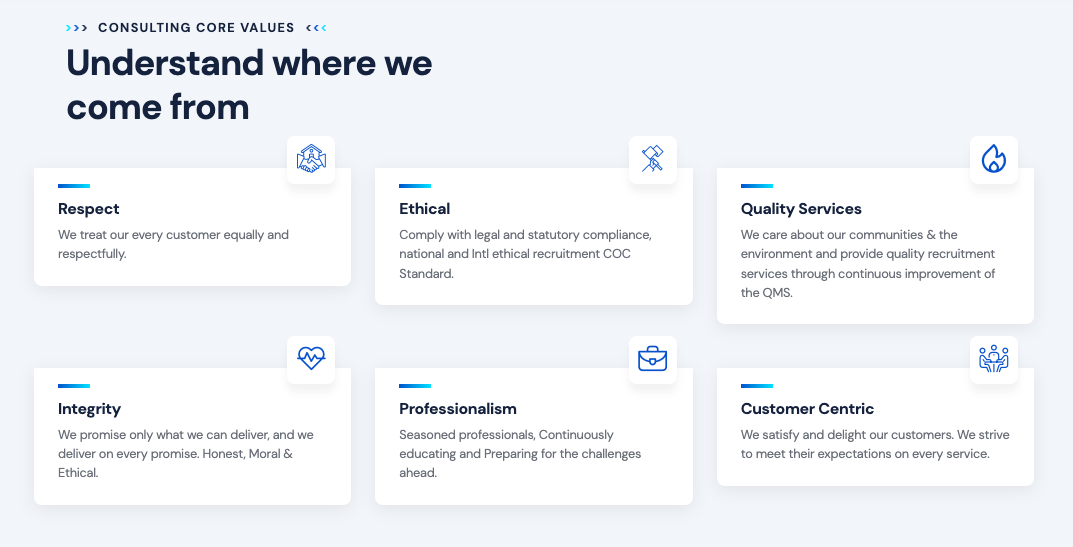 >>> CONSULTING CORE VALUES <<<
Understand where we
come from
Respect
We treat our every customer equally and
respectfully.
Ethical
Comply with legal and statutory compliance,
national and Intl ethical recruitment COC
Standard.
Quality Services
We care about our communities & the
environment and provide quality recruitment
services through continuous improvement of
the QMS.
Integrity
We promise only what we can deliver, and we
deliver on every promise. Honest, Moral &
Ethical.
Professionalism
Seasoned professionals, Continuously
educating and Preparing for the challenges
ahead.
Customer Centric
We satisfy and delight our customers. We strive
to meet their expectations on every service.